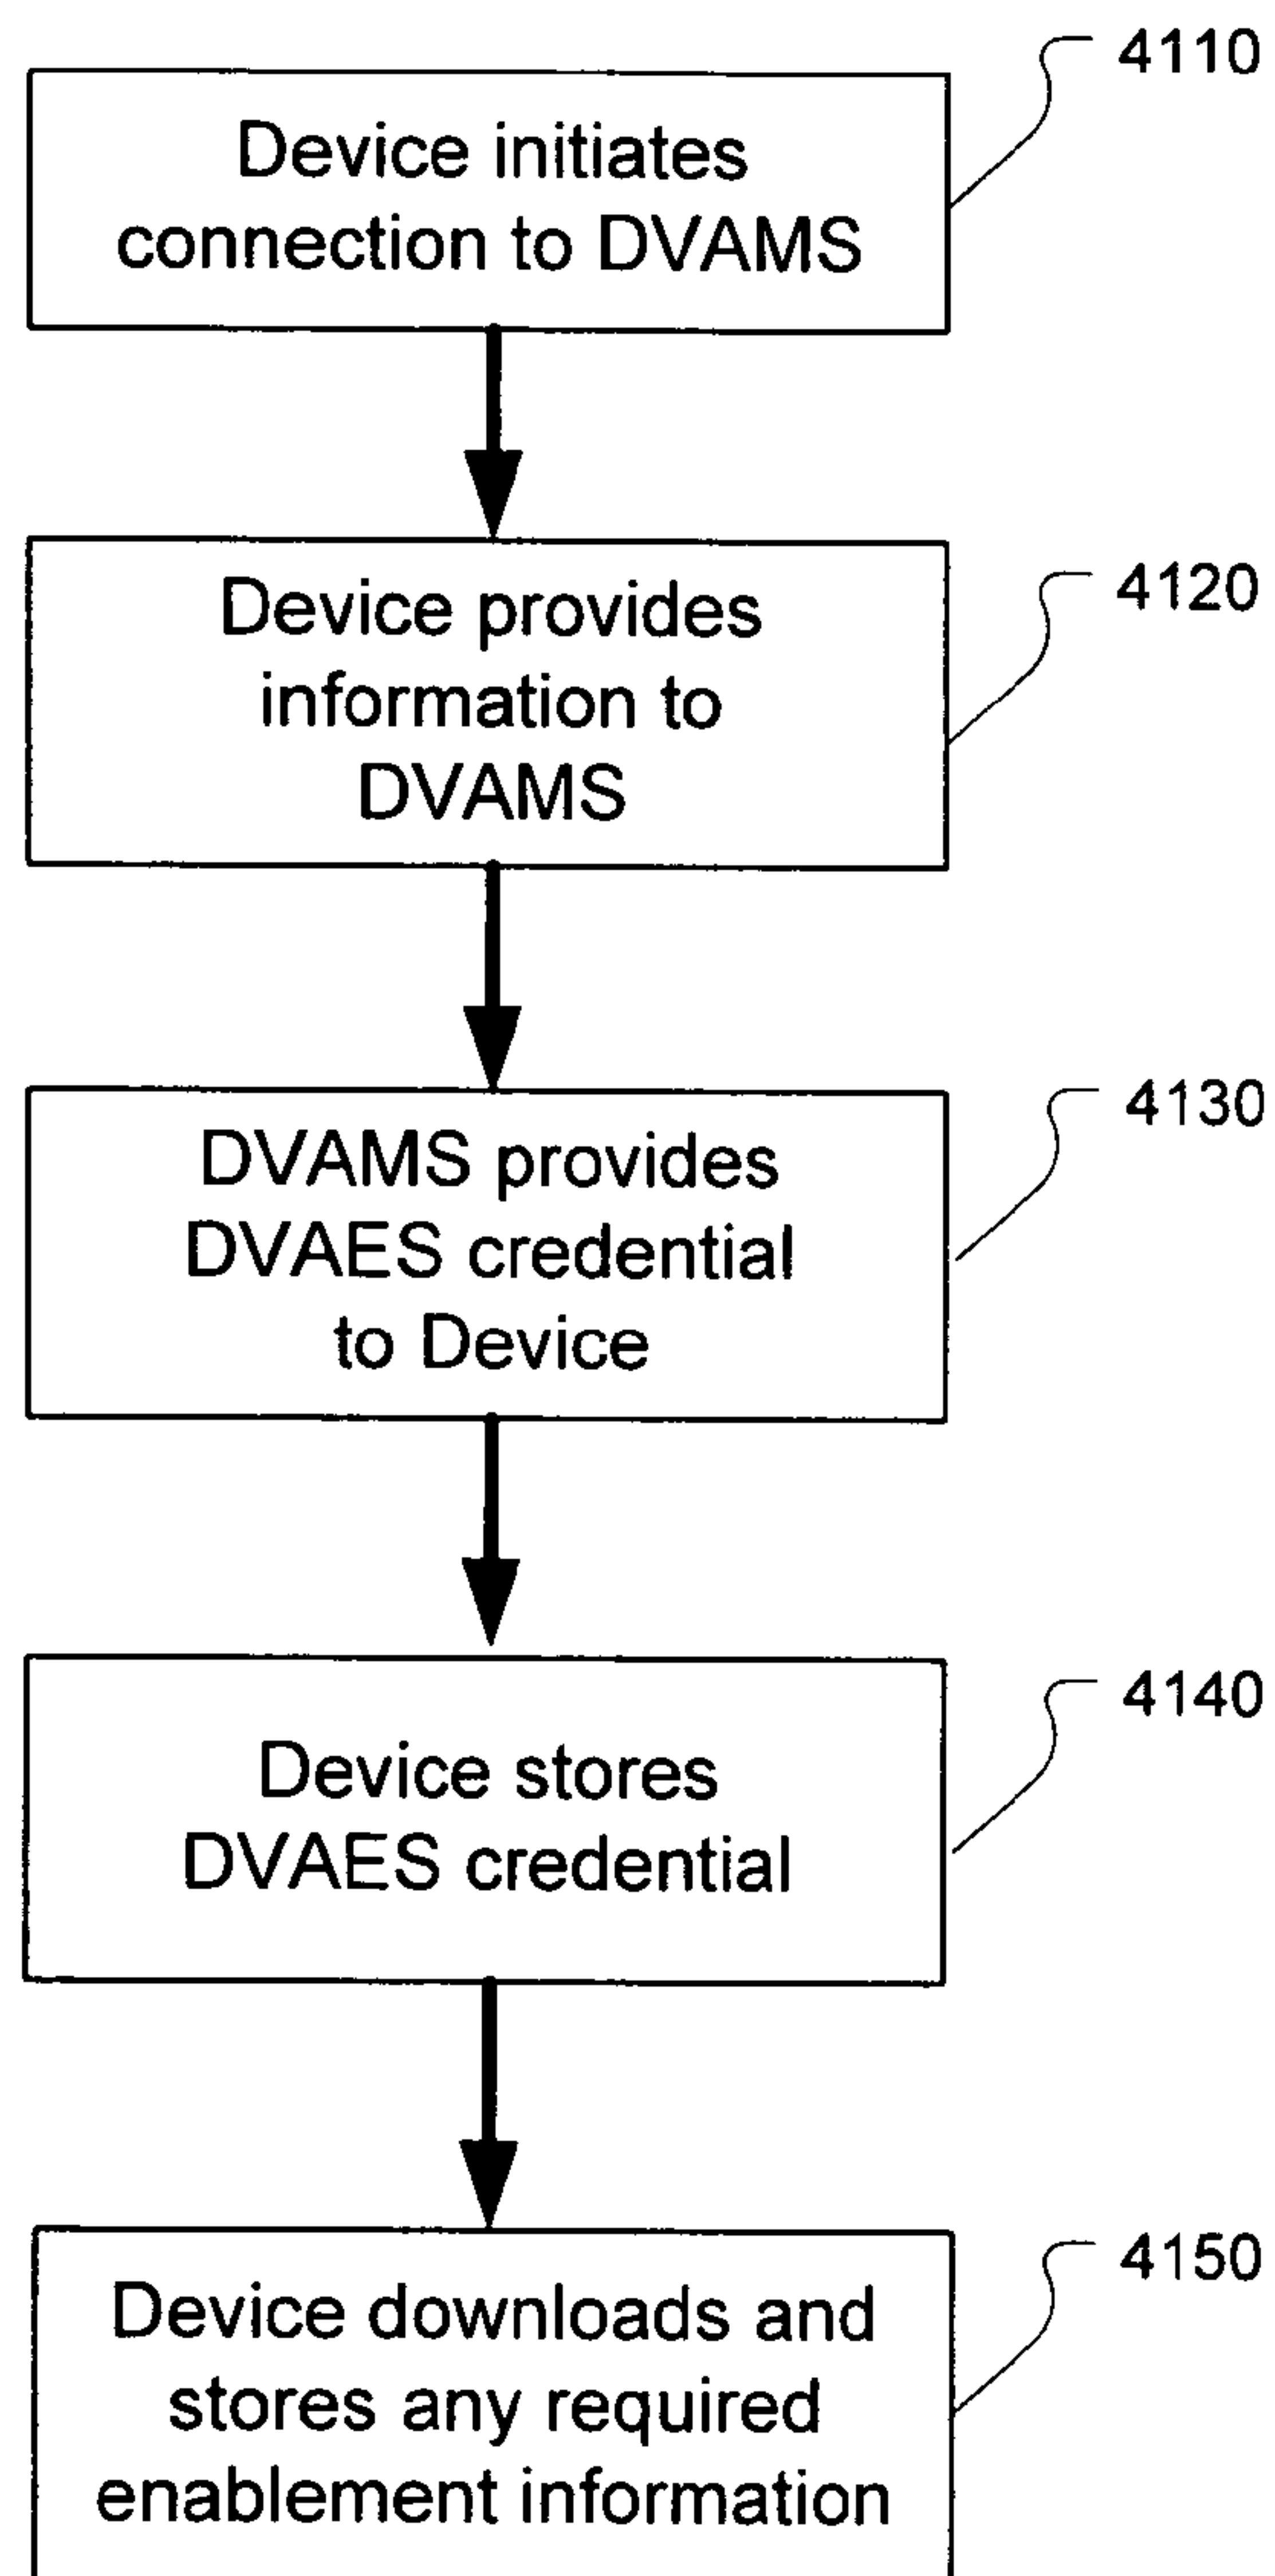 4110
Device initiates
connection to DVAMS
4120
Device provides
information to
DVAMS
4130
DVAMS provides
DVAES credential
to Device
4140
Device stores
DVAES credential
4150
Device downloads and
stores any required
enablement information